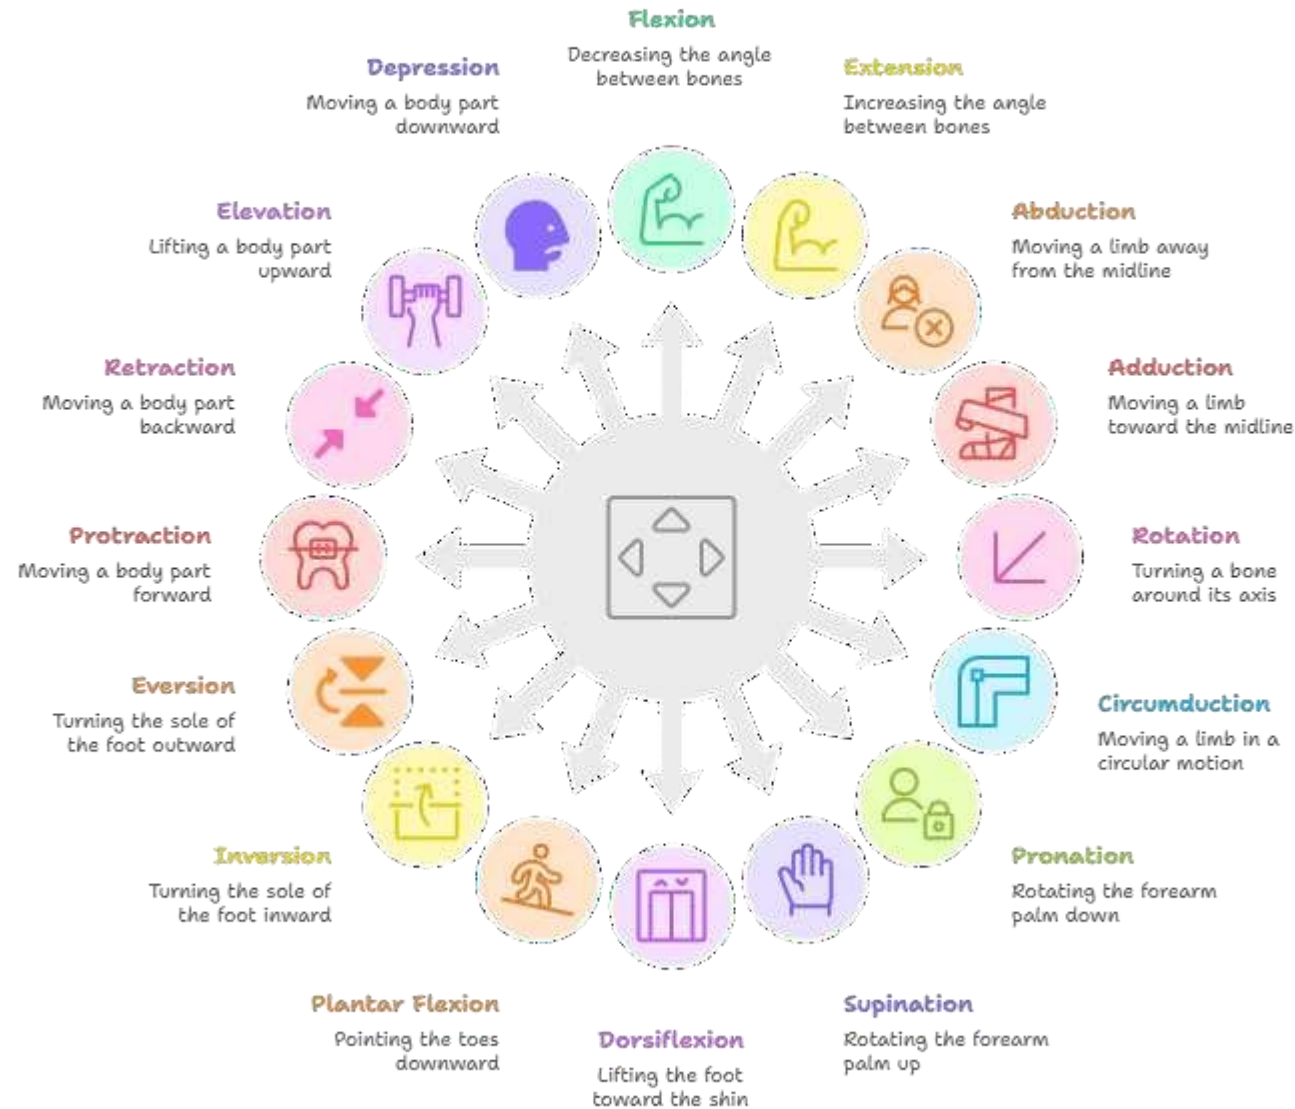 Flexion
Decreasing the angle
between bones
Extension
Increasing the angle
between bones
Abduction
Moving a limb away
from the midline
Adduction
Moving a limb
toward the midline
Rotation
Turning a bone
around its axis
Circumduction
Moving a limb in a
circular motion
Pronation
Rotating the forearm
palm down
Supination
Rotating the forearm
palm up
Dorsiflexion
Lifting the foot
toward the shin
Plantar Flexion
Pointing the toes
downward
Inversion
Turning the sole of
the foot inward
Eversion
Turning the sole of
the foot outward
Protraction
Moving a body part
forward
Retraction
Moving a body part
backward
Elevation
Lifting a body part
upward
Depression
Moving a body part
downward